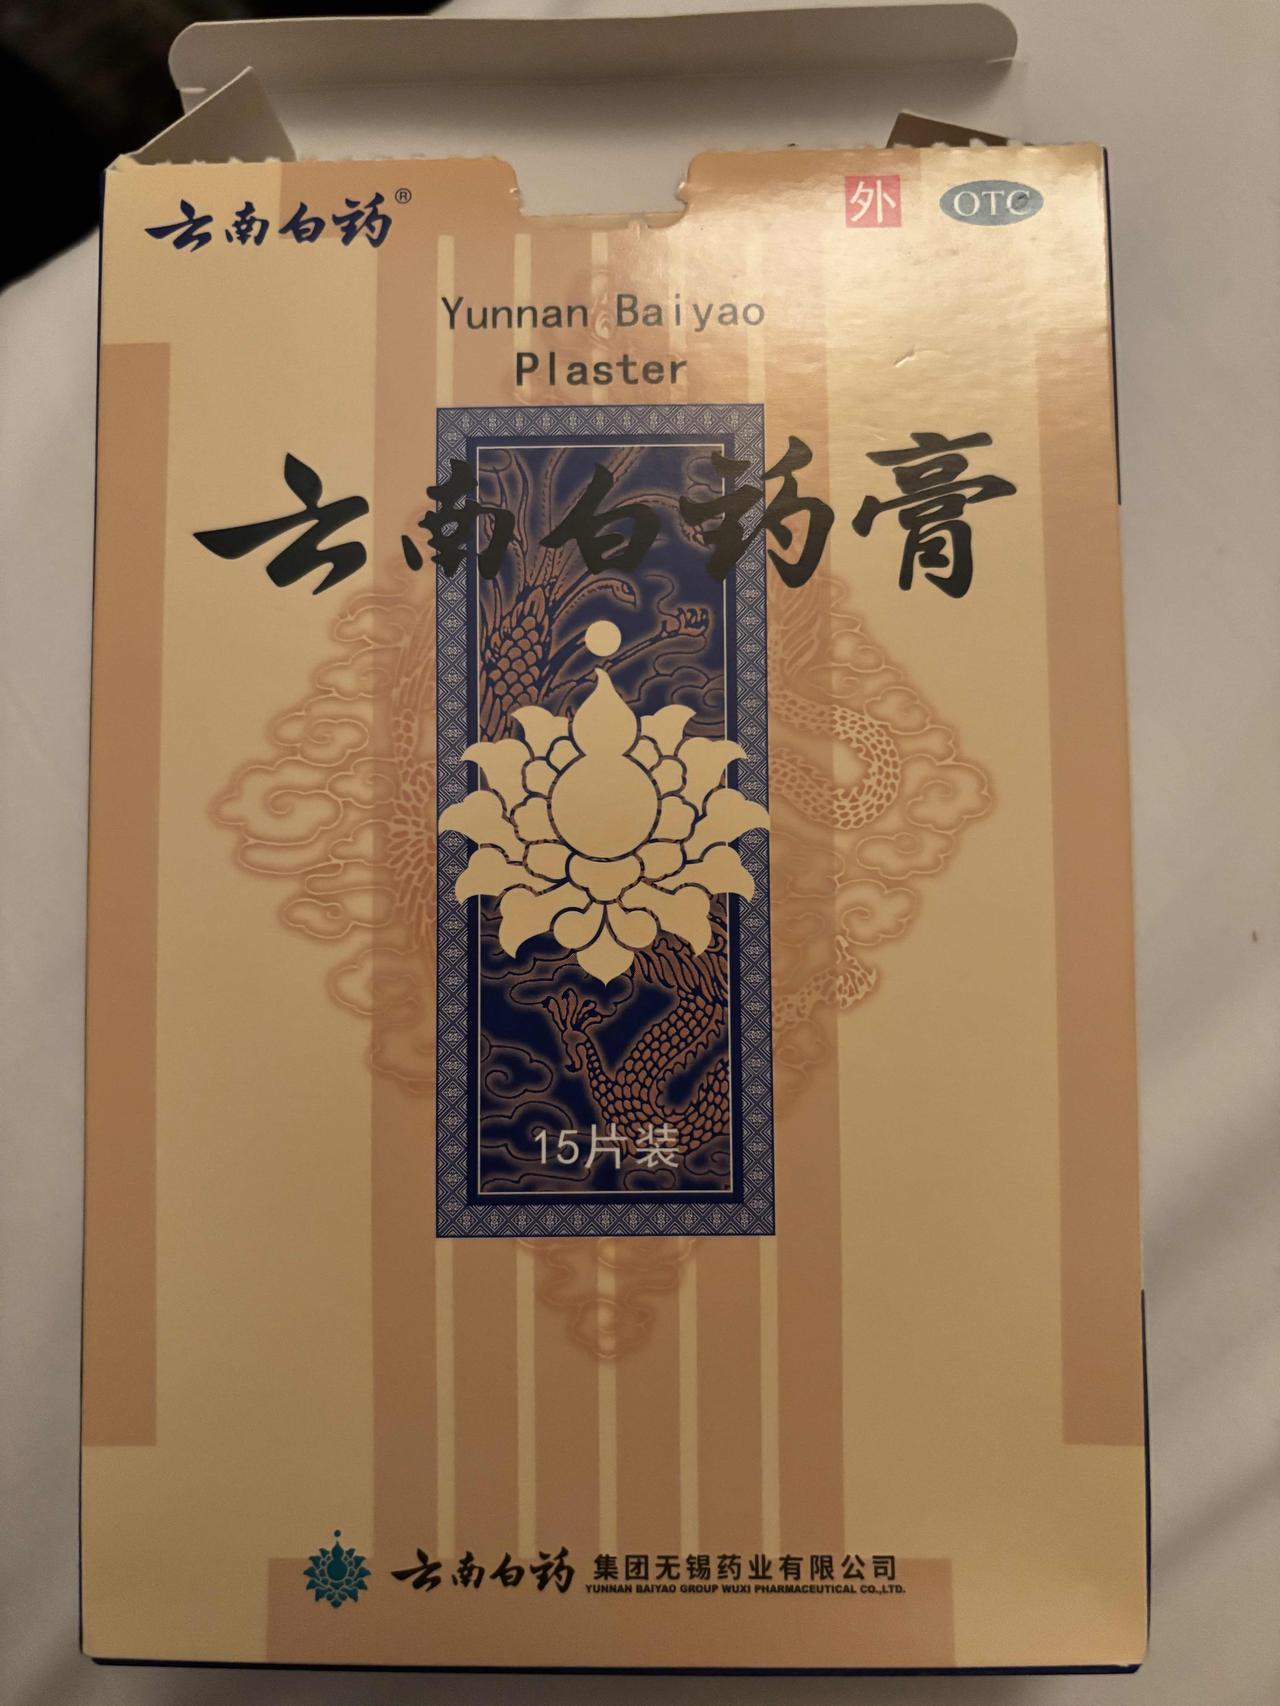 云南白药®
外
OTC
Yunnan Baiyao
Plaster
云南白药膏
15片装
云南白药 集团无锡药业有限公司
YUNNAN BAIYAO GROUP WUXI PHARMACEUTICAL CO.,LTD.